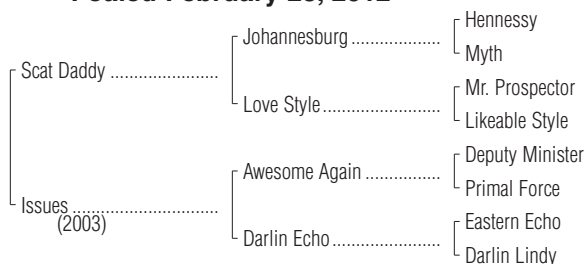 Foaled February 2012
Hennessy
Johannesburg ....................
Myth
Scat Daddy ........................
Mr. Prospector
Love Style..........................
Likeable Style
Deputy Minister
Awesome Again .................
Primal Force
Issues ................................
(2003)
Eastern Echo
Darlin Echo........................
Darlin Lindy